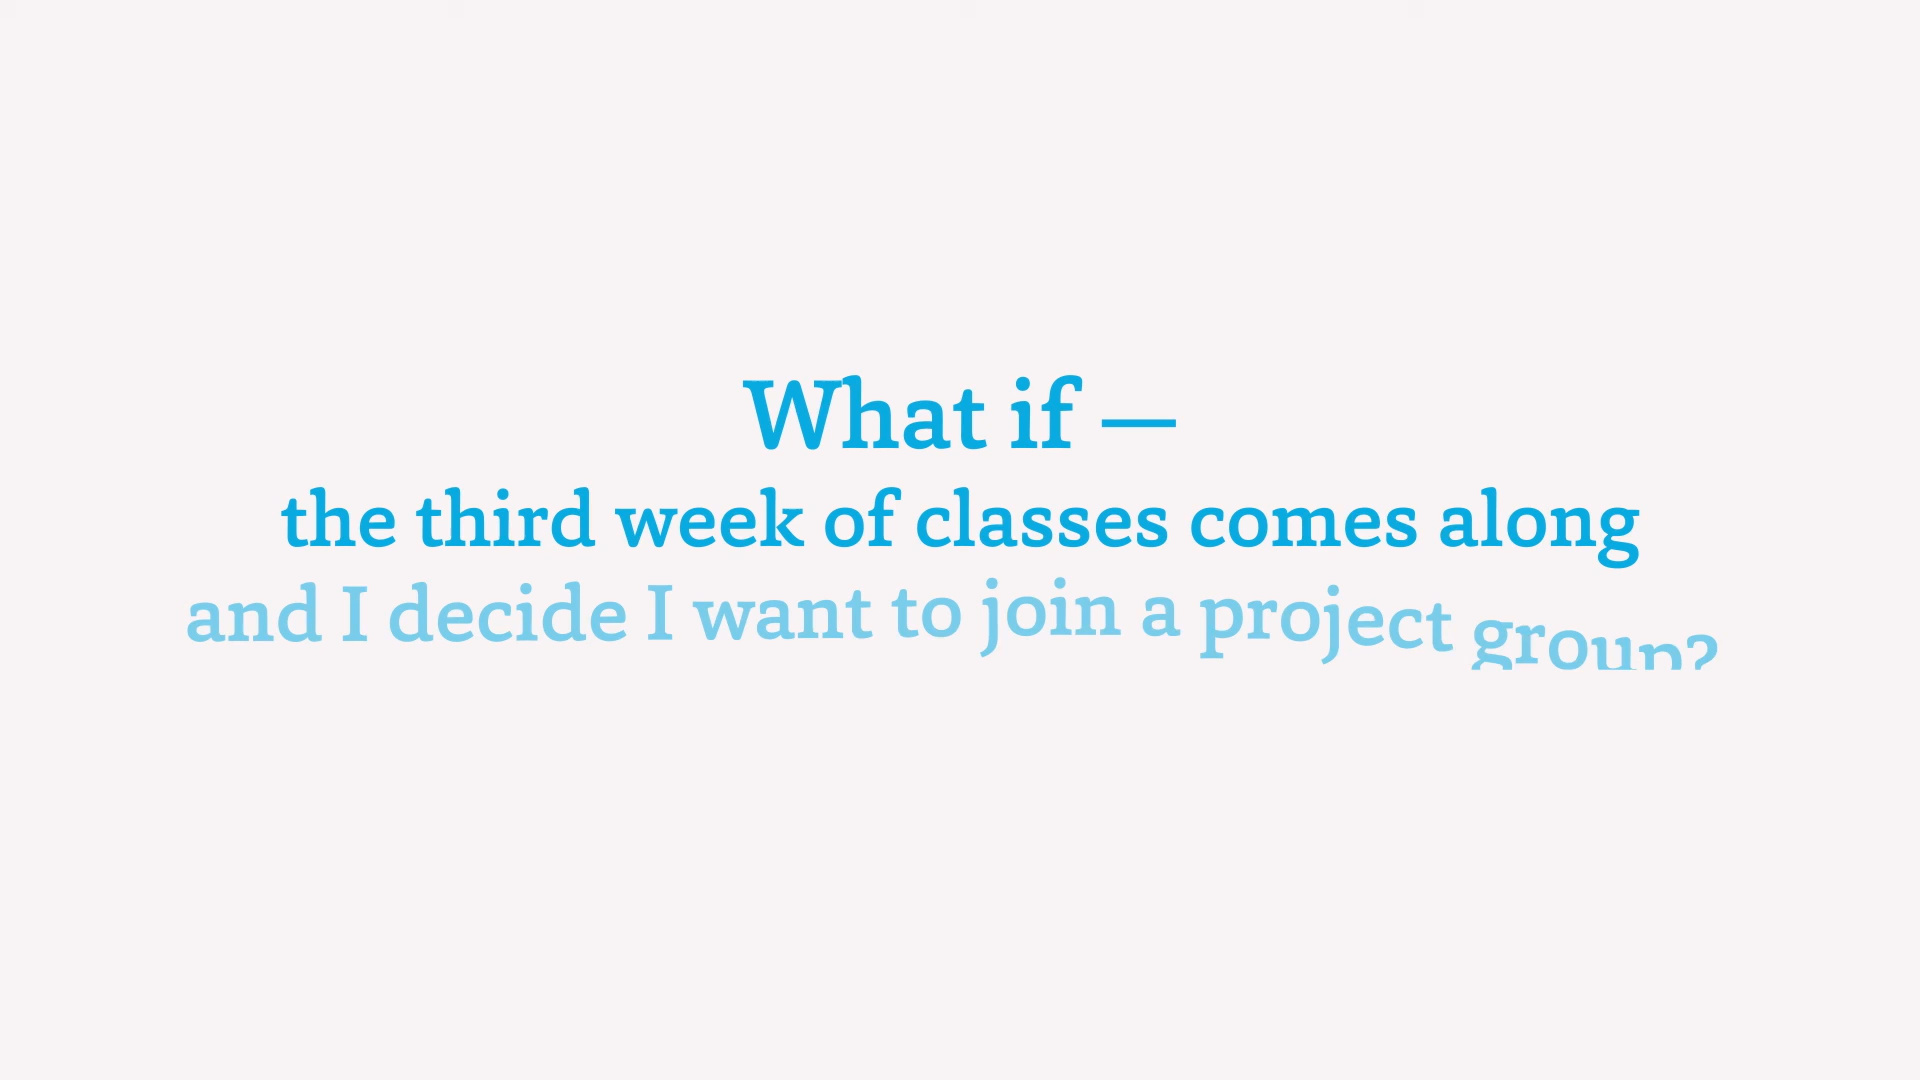 What if —
the third week of classes comes along
and I decide I want to join a project group?